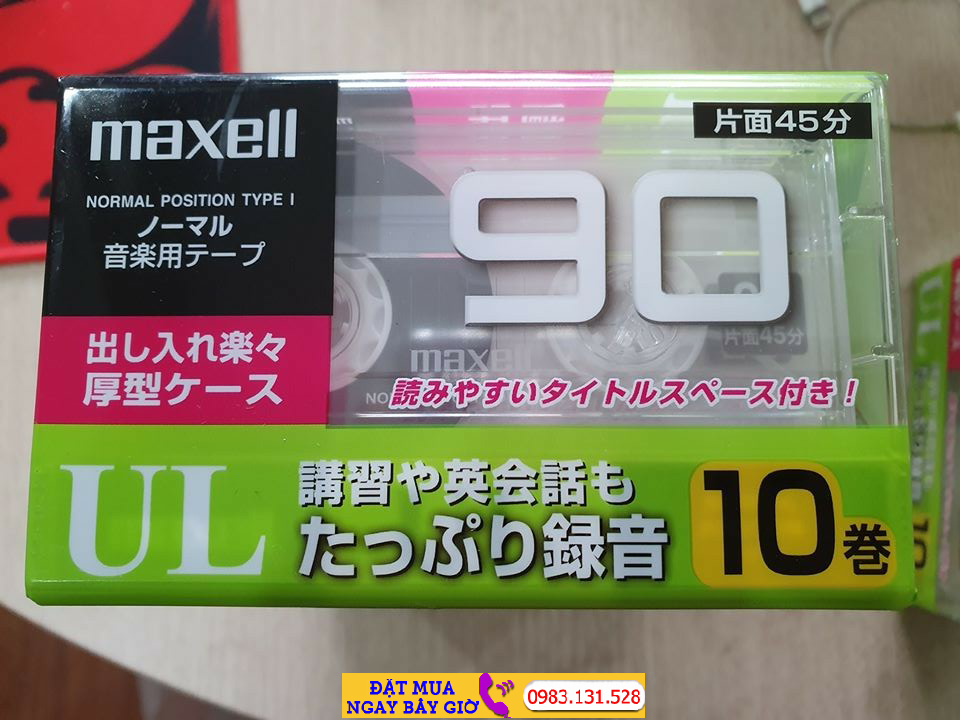 maxell
NORMAL POSITION TYPE I
ノーマル
音楽用テープ
片面45分
90
片面45分
maxell
NO
出し入れ楽々
厚型ケース
読みやすいタイトルスペース付き!
UL
講習や英会話も
たっぷり録音
10巻
UL
10
ĐẶT MUA
NGAY BÂY GIỜ
0983.131.528